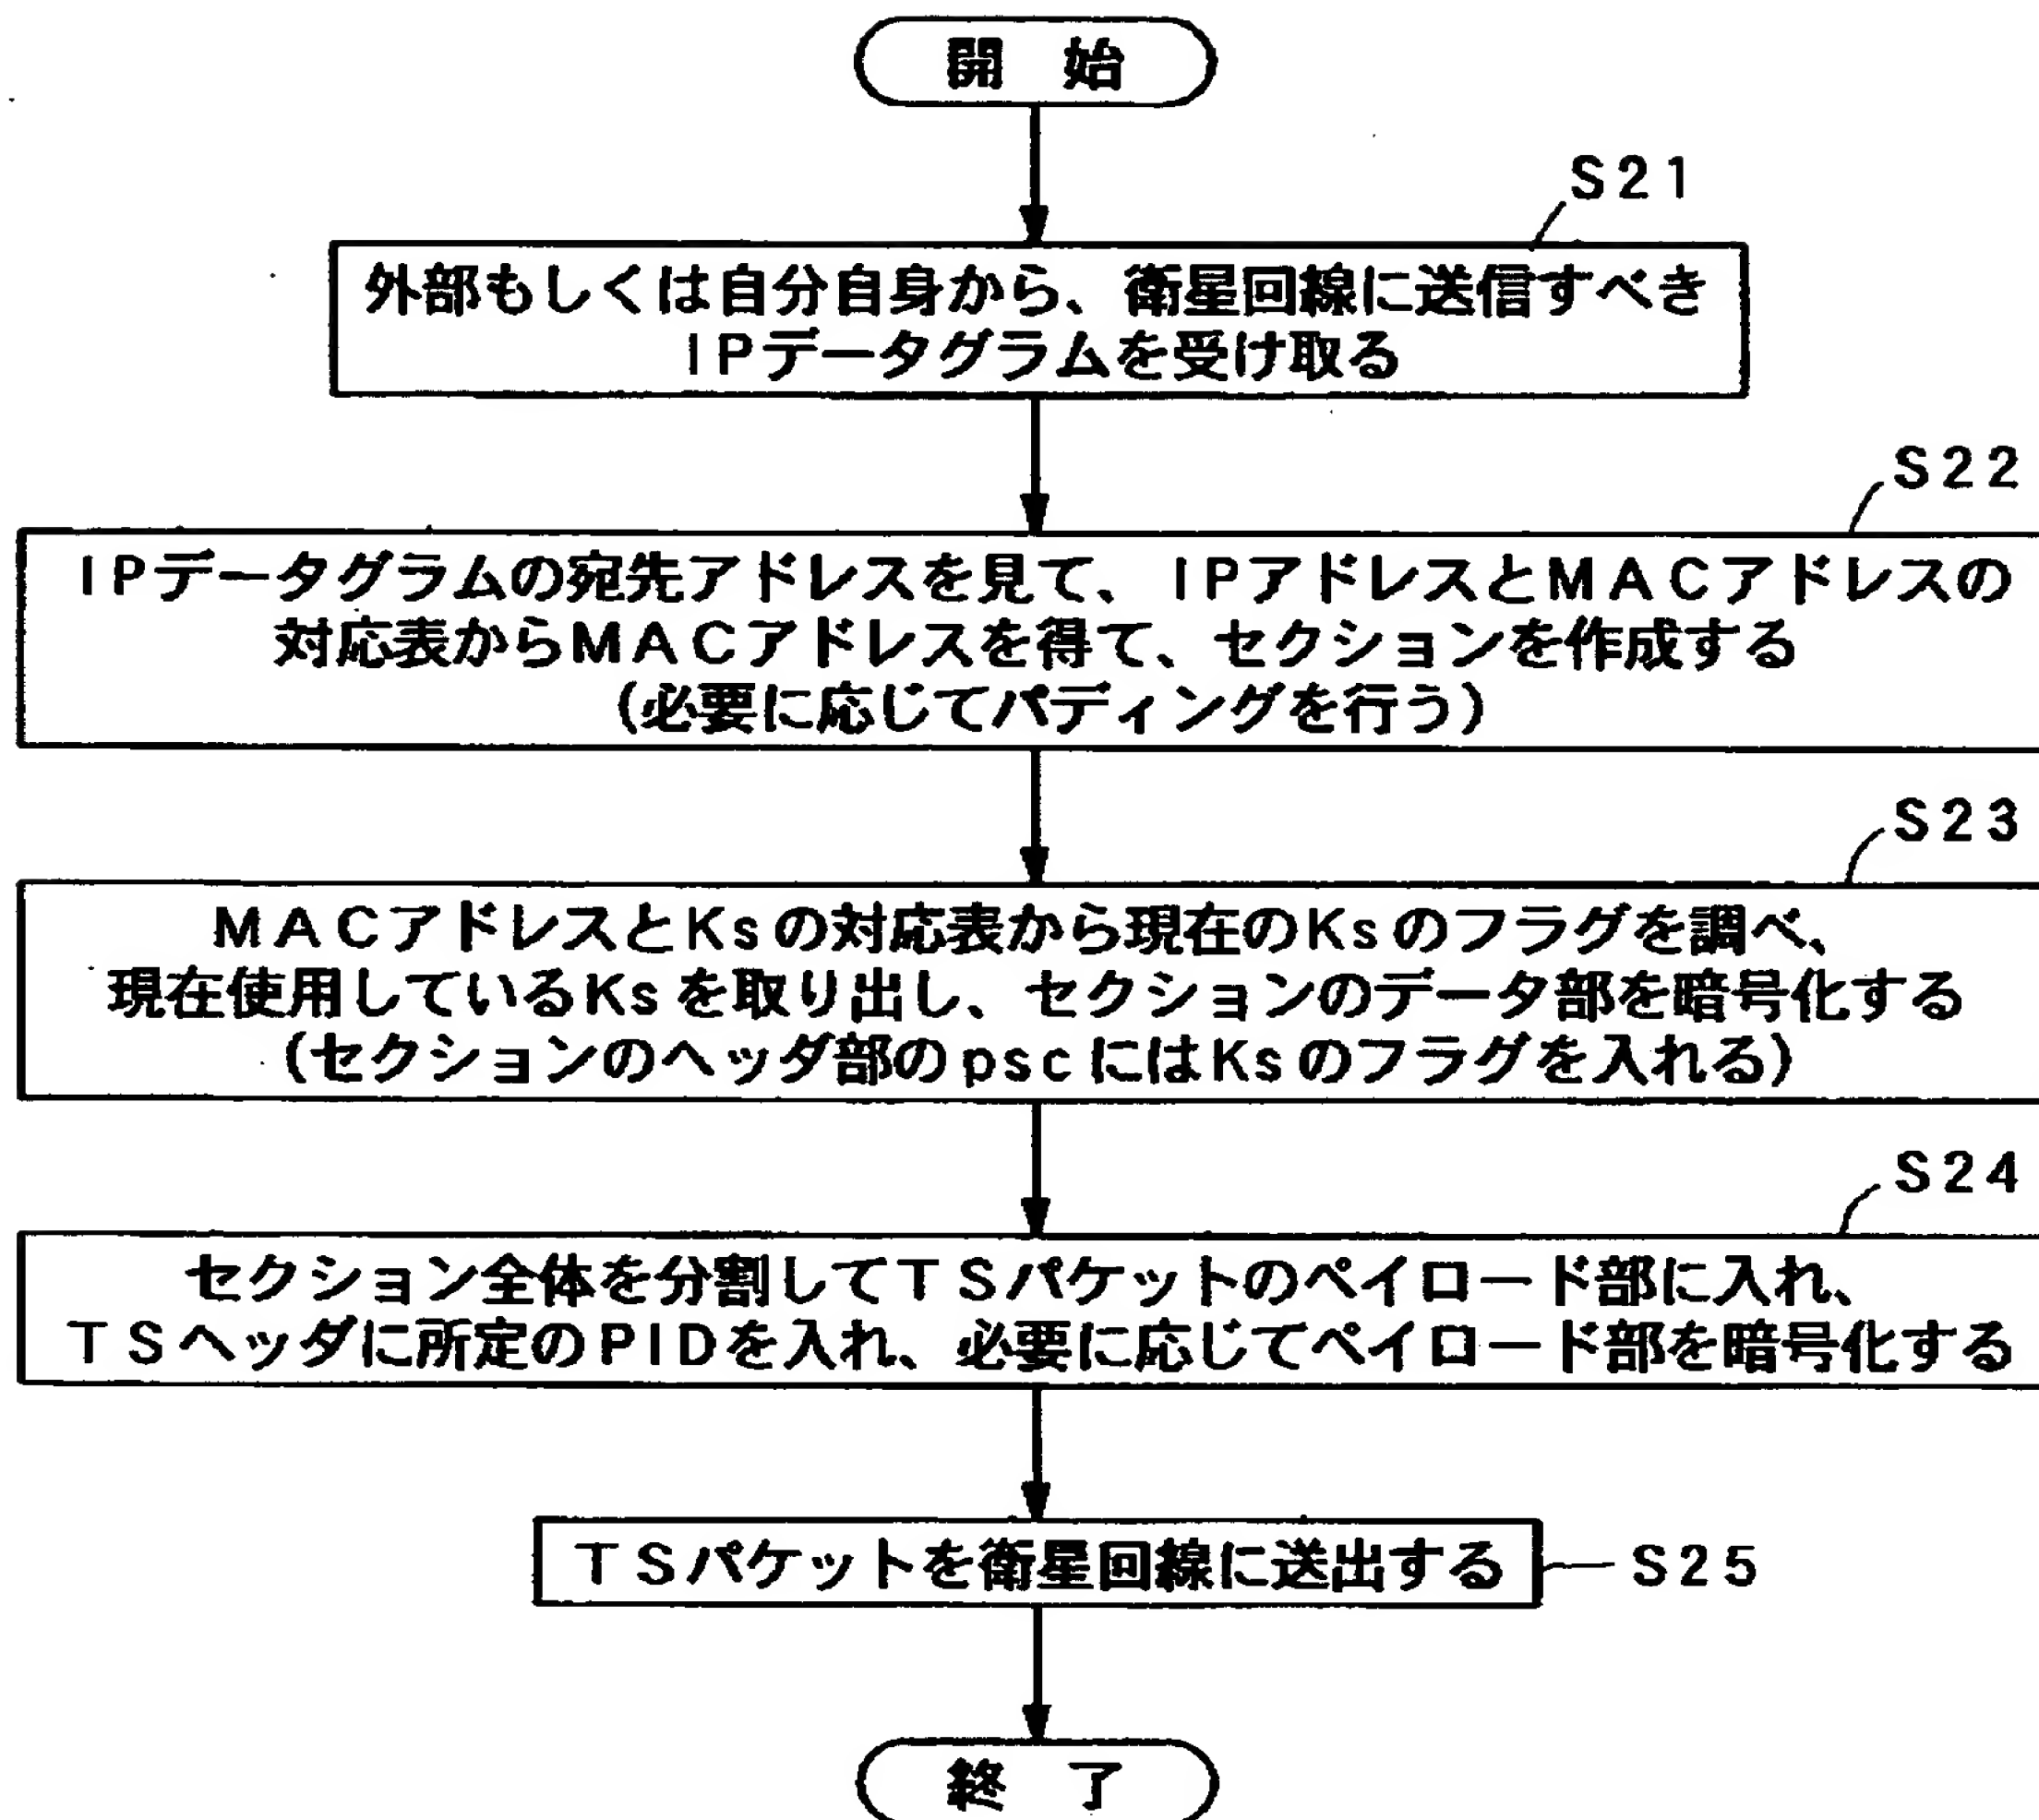 開 始
S21
外部もしくは自分自身から、衛星回線に送信すべき
IPデータグラムを受け取る
S22
IPデータグラムの宛先アドレスを見て、IPアドレスとMACアドレスの
対応表からMACアドレスを得て、セクションを作成する
(必要に応じてパディングを行う)
S23
MACアドレスとKsの対応表から現在のKsのフラグを調べ、
現在使用しているKsを取り出し、セクションのデータ部を暗号化する
(セクションのヘッダ部のpscにはKsのフラグを入れる)
S24
セクション全体を分割してTSパケットのペイロード部に入れ、
TSヘッダに所定のPIDを入れ、必要に応じてペイロード部を暗号化する
TSパケットを衛星回線に送出する
S25
終 了